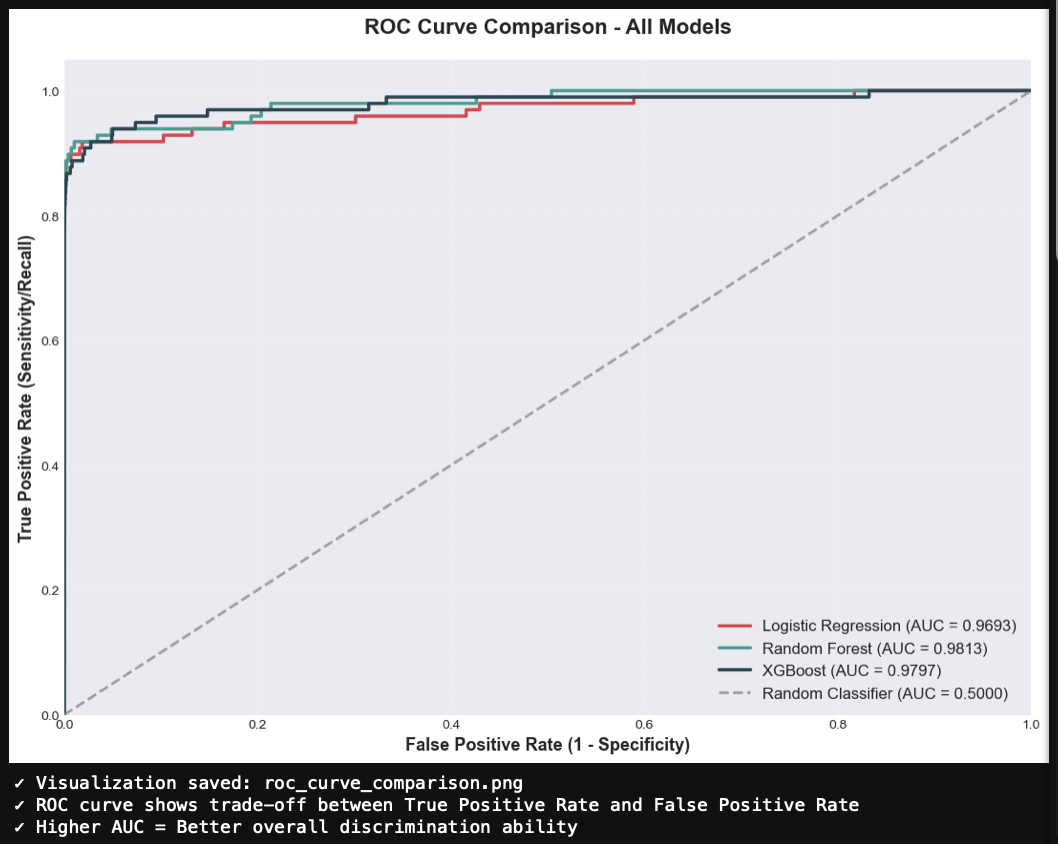 ROC Curve Comparison - All Models
True Positive Rate (Sensitivity/Recall)
1.0
0.8
0.6
0.4
0.2
0.0
0.0
0.2
0.4
0.6
0.8
1.0
False Positive Rate (1 - Specificity)
Logistic Regression (AUC = 0.9693)
Random Forest (AUC = 0.9813)
XGBoost (AUC = 0.9797)
Random Classifier (AUC = 0.5000)
✓ Visualization saved: roc_curve_comparison.png
✓ ROC curve shows trade-off between True Positive Rate and False Positive Rate
✓ Higher AUC = Better overall discrimination ability